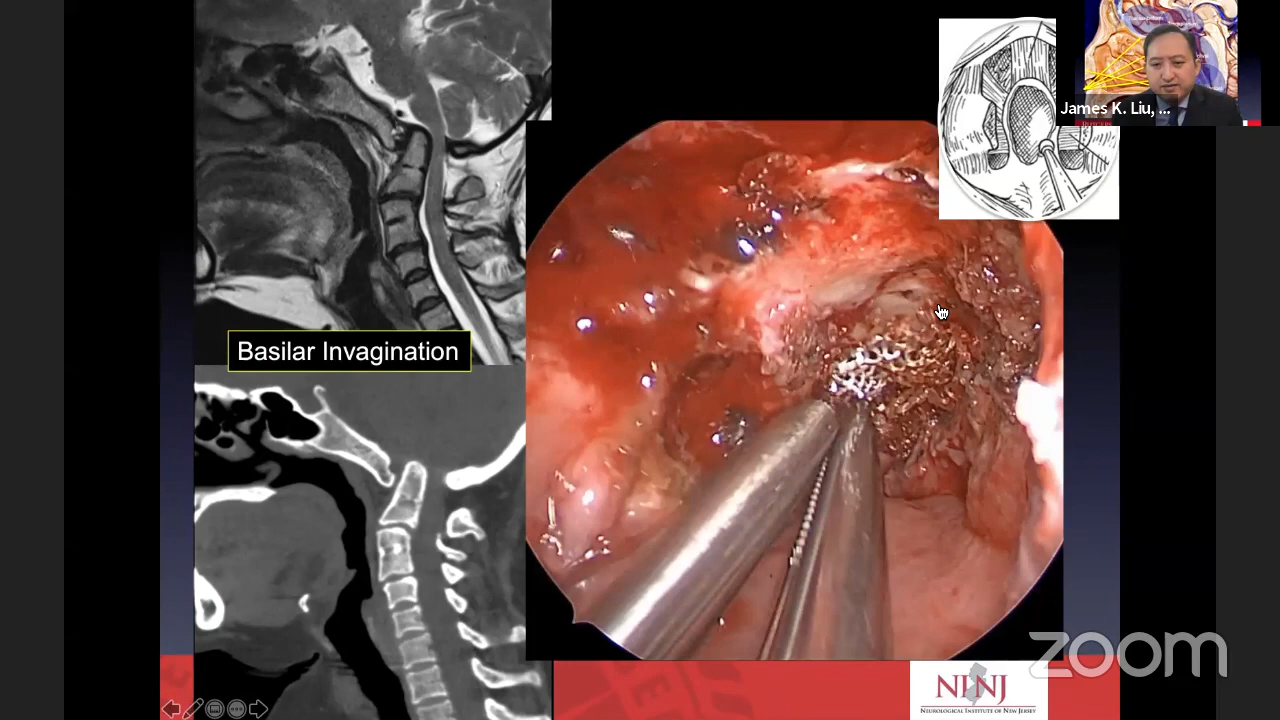 James K. Liu, ...
Basilar Invagination
zoom
NINJ
NEUROLOGICAL INSTITUTE OF NEW JERSEY